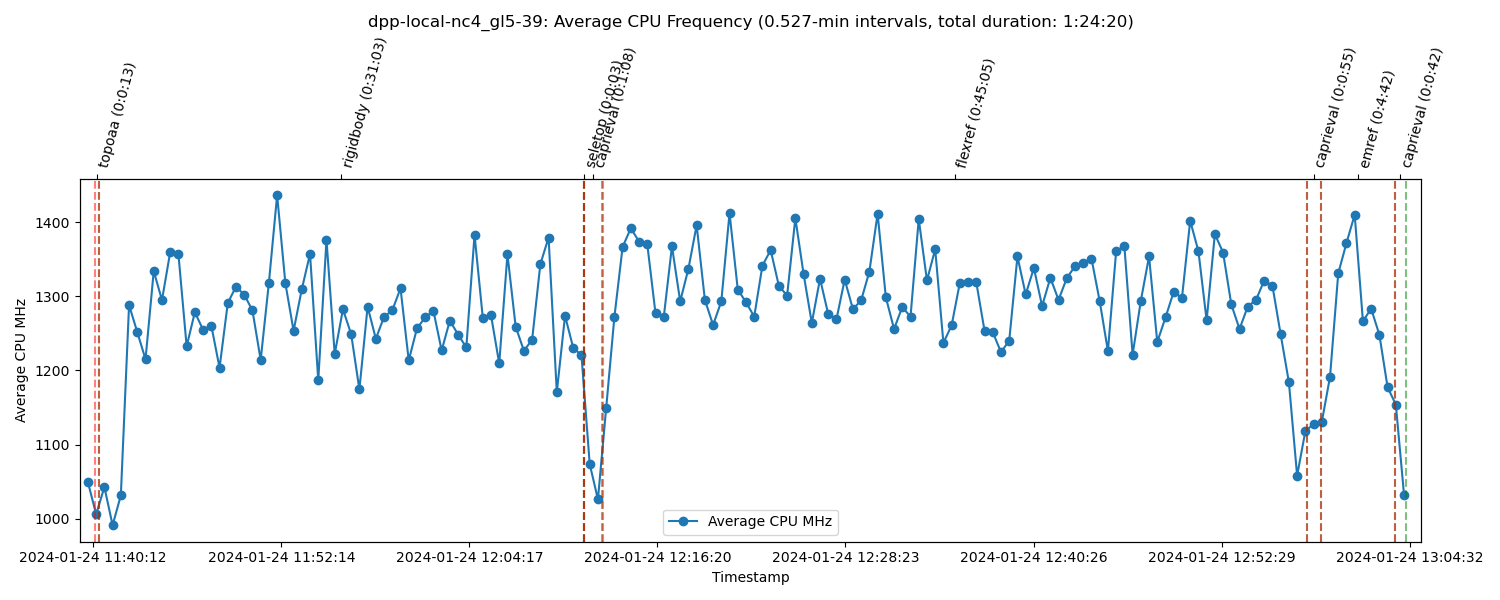 dpp-local-nc4_gl5-39: Average CPU Frequency (0.527-min intervals, total duration: 1:24:20)
topoaa (0:0:13)
rigidbody (0:31:03)
seletop (0:0:03)
caprieval (0:1:08)
flexref (0:45:05)
caprieval (0:0:55)
emref (0:4:42)
caprieval (0:0:42)
Average CPU MHz
1400
1300
1200
1100
1000
Average CPU MHz
2024-01-24 11:40:12
2024-01-24 11:52:14
2024-01-24 12:04:17
2024-01-24 12:16:20
2024-01-24 12:28:23
2024-01-24 12:40:26
2024-01-24 12:52:29
2024-01-24 13:04:32
Timestamp